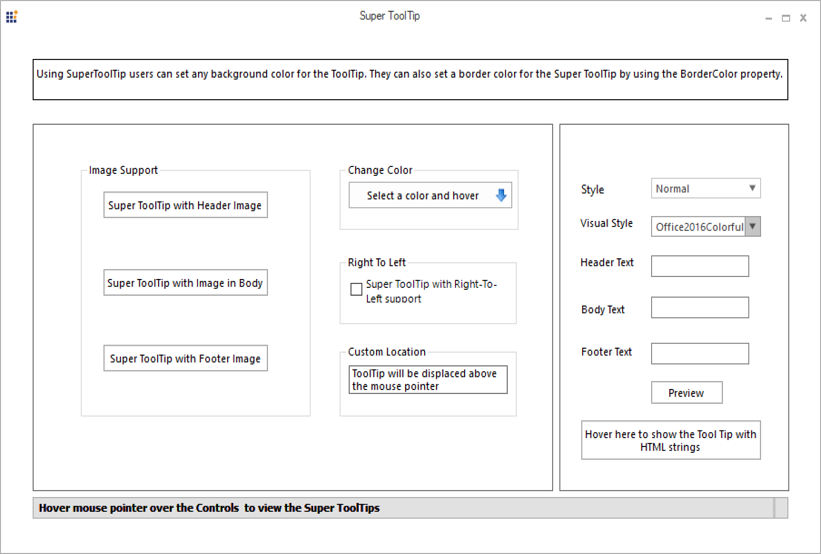 Super ToolTip
Using SuperToolTip users can set any background color for the ToolTip. They can also set a border color for the Super ToolTip by using the BorderColor property.
Image Support
Super ToolTip with Header Image
Super ToolTip with Image in Body
Super ToolTip with Footer Image
Change Color
Select a color and hover
Right To Left
Super ToolTip with Right-To-
Left support
Custom Location
ToolTip will be displaced above
the mouse pointer
Style
Normal
Visual Style
Office2016Colorful
Header Text
Body Text
Footer Text
Preview
Hover here to show the Tool Tip with
HTML strings
Hover mouse pointer over the Controls to view the Super ToolTips